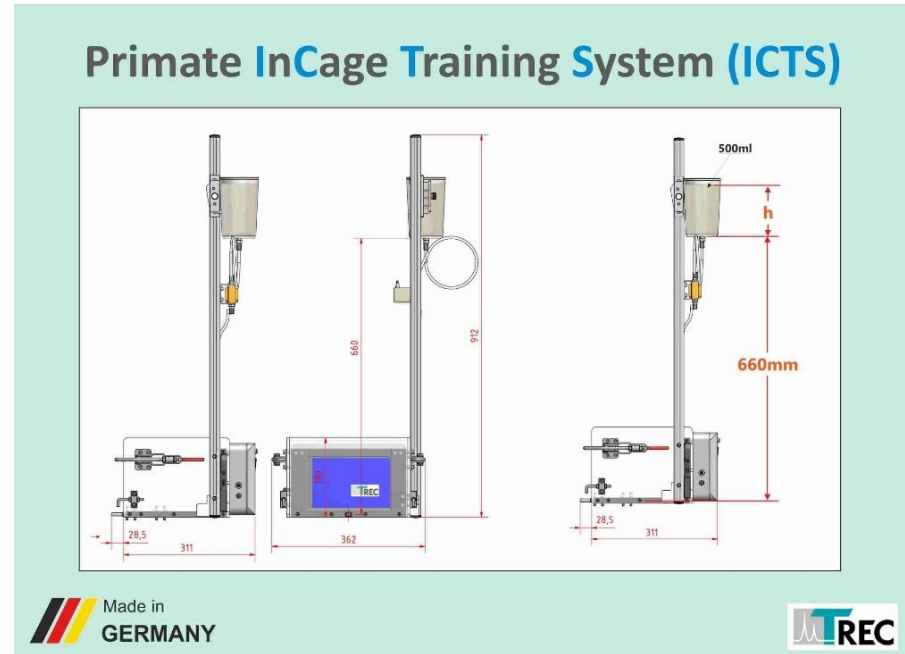 Primate InCage Training System (ICTS)
500ml
h
660
912
660mm
TREC
28,5
311
362
28,5
311
Made in
GERMANY
TREC